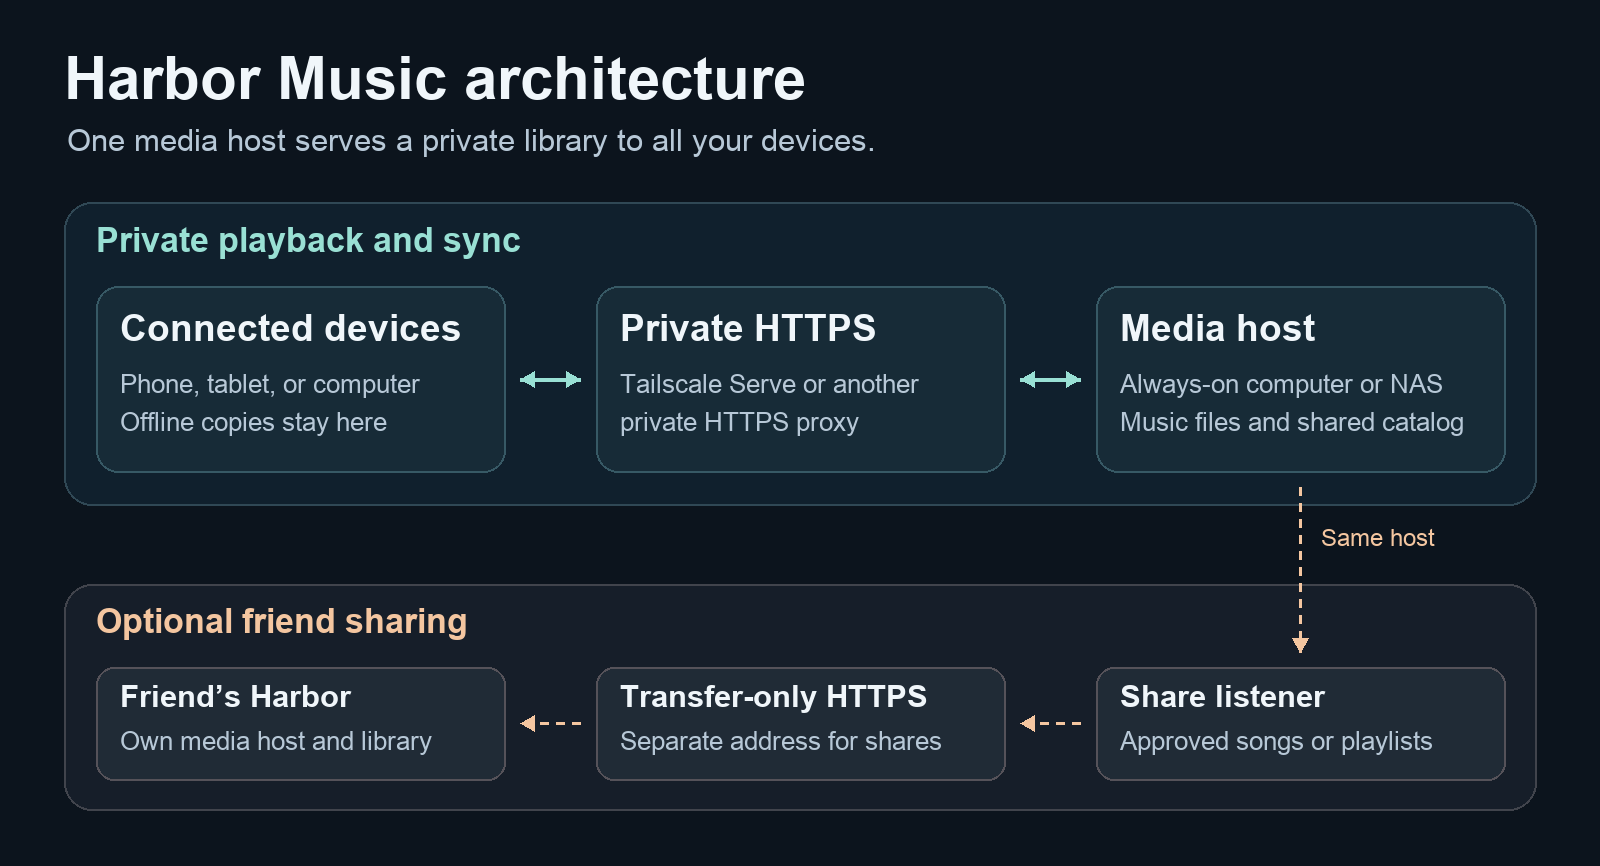 Harbor Music architecture
One media host serves a private library to all your devices.
Private playback and sync
Connected devices
Phone, tablet, or computer
Offline copies stay here
Private HTTPS
Tailscale Serve or another
private HTTPS proxy
Media host
Always-on computer or NAS
Music files and shared catalog
Same host
Optional friend sharing
Friend’s Harbor
Own media host and library
Transfer-only HTTPS
Separate address for shares
Share listener
Approved songs or playlists